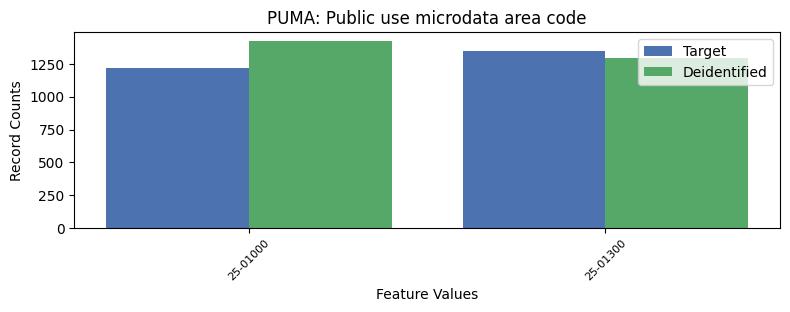 PUMA: Public use microdata area code
Target
Deidentified
Record Counts
1250
1000
750
500
250
0
25-01000
25-01300
Feature Values